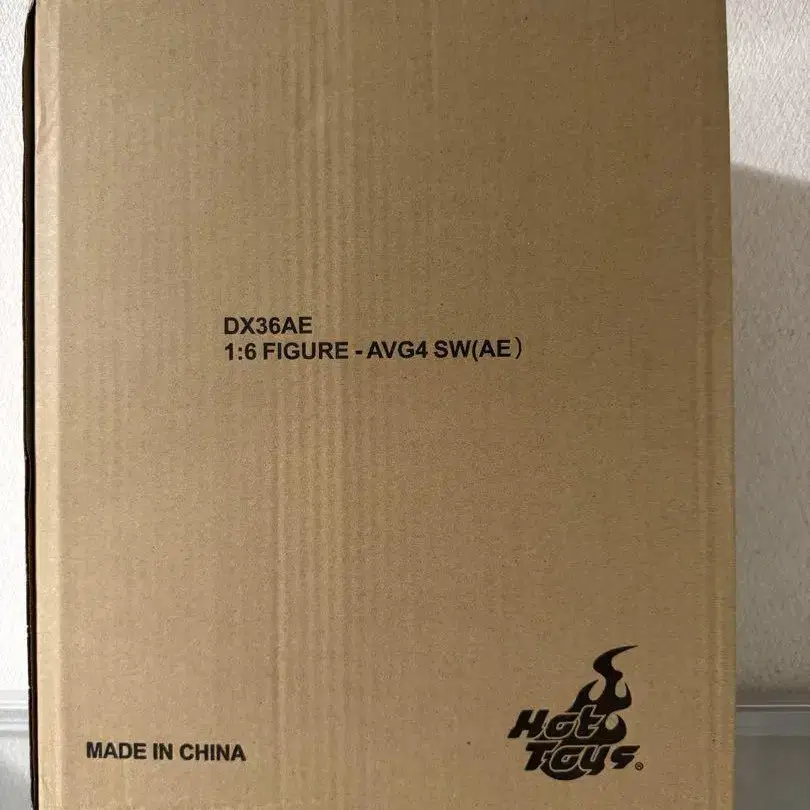 DX36AE
1:6 FIGURE - AVG4 SW(AE)
MADE IN CHINA
Hot
Toys®